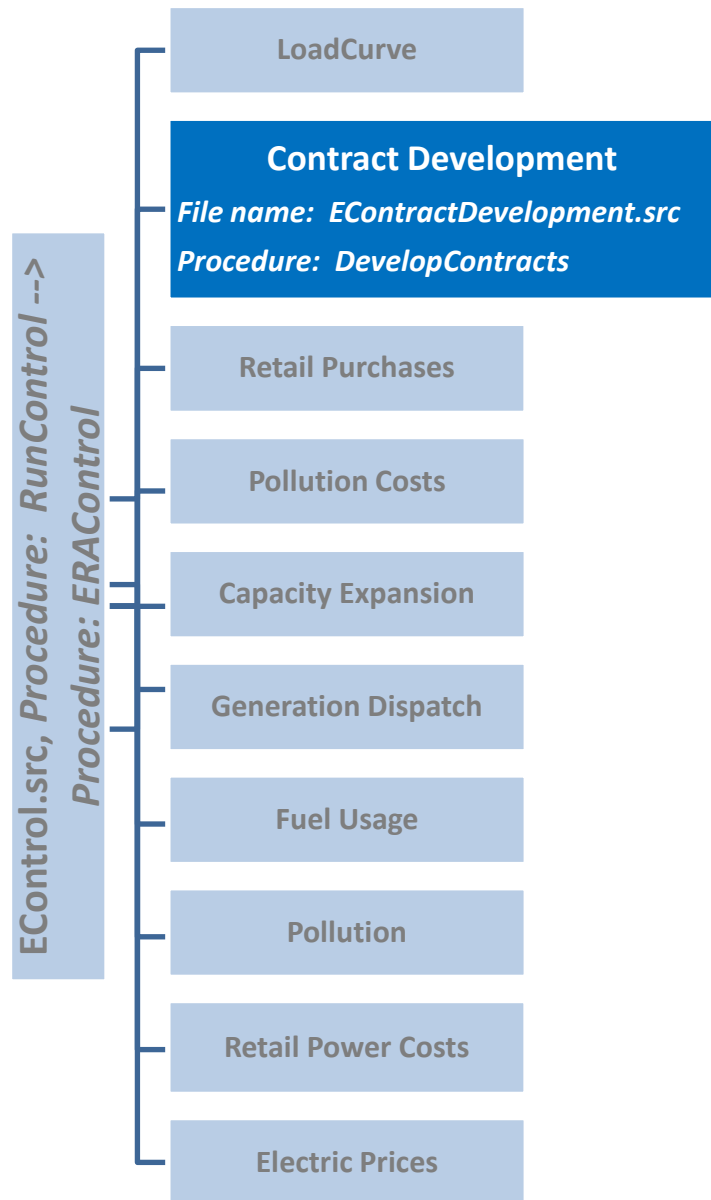 LoadCurve
Contract Development
File name:  EContractDevelopment.src
Procedure:  DevelopContracts
EControl.src, Procedure:  RunControl -->
Procedure: ERAControl
Retail Purchases
Pollution Costs
Capacity Expansion
Generation Dispatch
Fuel Usage
Pollution
Retail Power Costs
Electric Prices